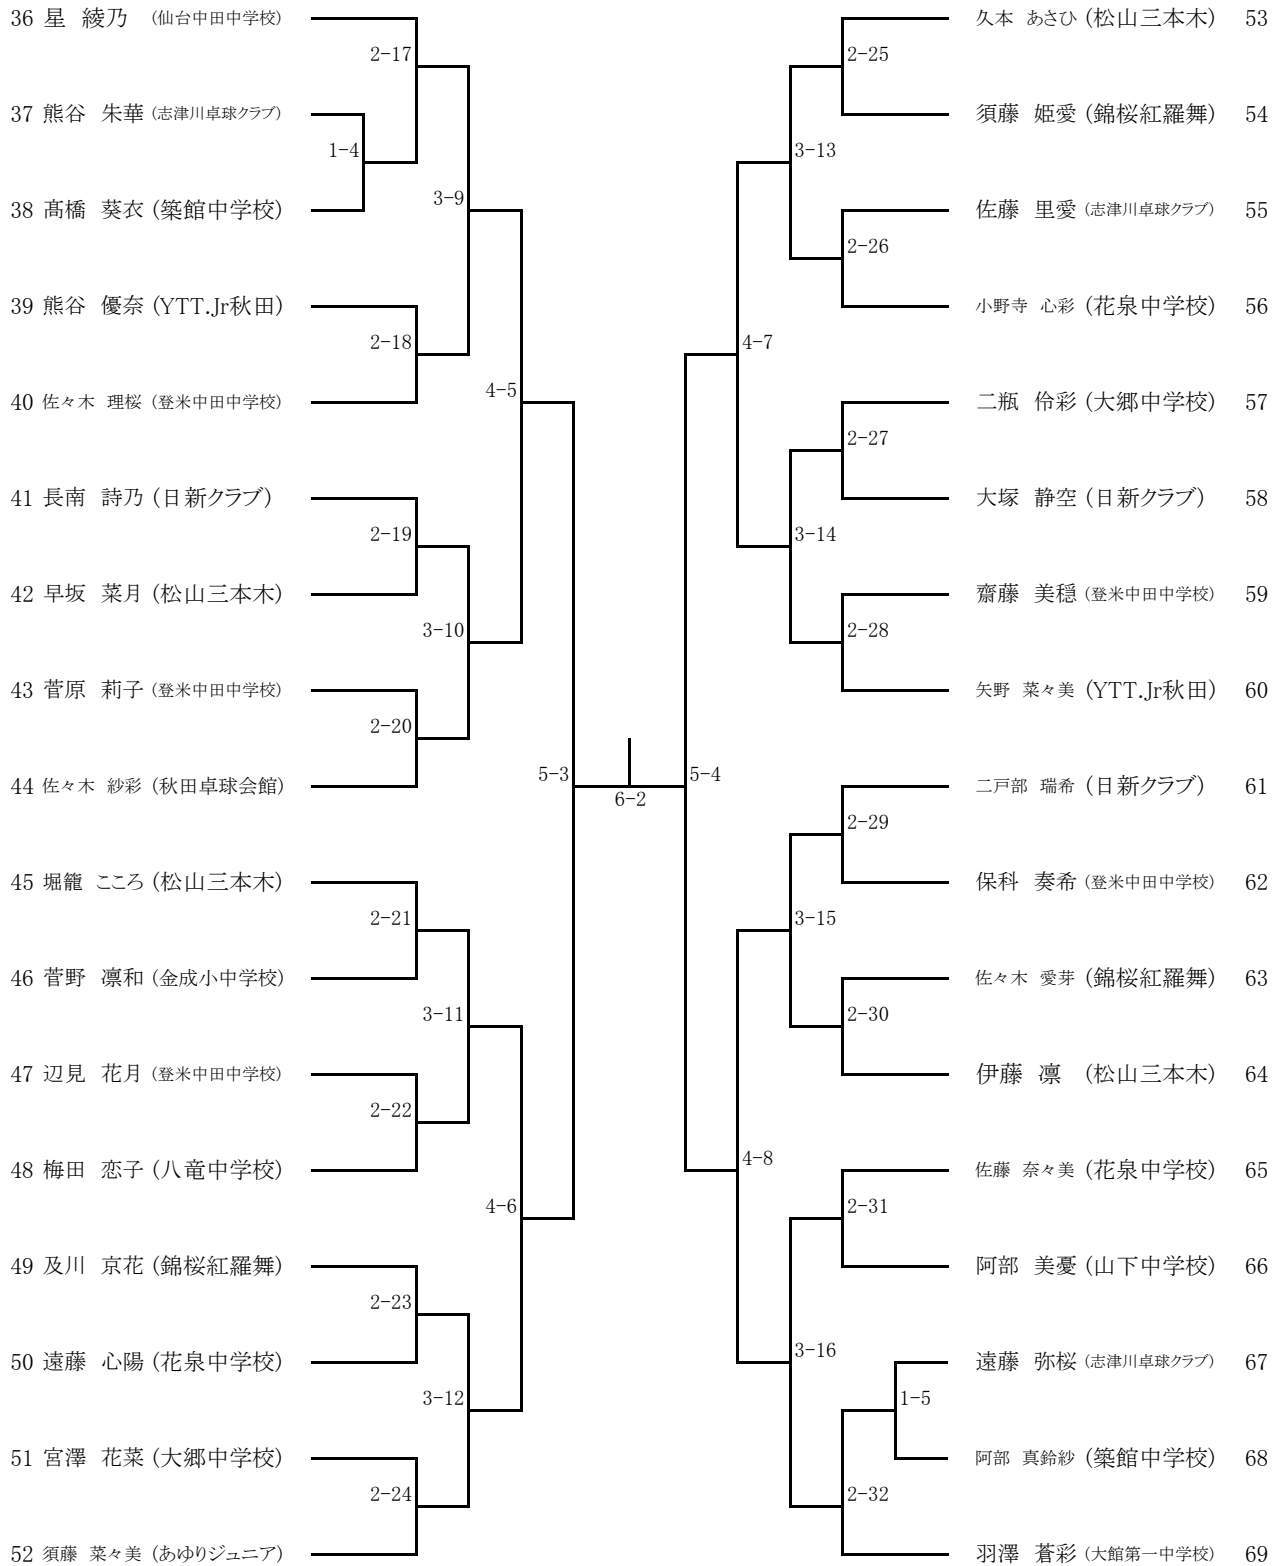 36 星 綾乃 (仙台中田中学校)
2-17
37 熊谷 朱華 (志津川卓球クラブ)
1-4
38 髙橋 葵衣 (築館中学校)
3-9
39 熊谷 優奈 (YTT.Jr秋田)
2-18
40 佐々木 理桜 (登米中田中学校)
4-5
41 長南 詩乃 (日新クラブ)
2-19
42 早坂 菜月 (松山三本木)
3-10
43 菅原 莉子 (登米中田中学校)
2-20
44 佐々木 紗彩 (秋田卓球会館)
5-3
45 堀籠 こころ (松山三本木)
2-21
46 菅野 凛和 (金成小中学校)
3-11
47 辺見 花月 (登米中田中学校)
2-22
48 梅田 恋子 (八竜中学校)
4-6
49 及川 京花 (錦桜紅羅舞)
2-23
50 遠藤 心陽 (花泉中学校)
3-12
51 宮澤 花菜 (大郷中学校)
2-24
52 須藤 菜々美 (あゆりジュニア)
6-2
久本 あさひ (松山三本木) 53
2-25
須藤 姫愛 (錦桜紅羅舞) 54
3-13
佐藤 里愛 (志津川卓球クラブ) 55
2-26
小野寺 心彩 (花泉中学校) 56
4-7
二瓶 伶彩 (大郷中学校) 57
2-27
大塚 静空 (日新クラブ) 58
3-14
齋藤 美穏 (登米中田中学校) 59
2-28
矢野 菜々美 (YTT.Jr秋田) 60
5-4
二戸部 瑞希 (日新クラブ) 61
2-29
保科 奏希 (登米中田中学校) 62
3-15
佐々木 愛芽 (錦桜紅羅舞) 63
2-30
伊藤 凛 (松山三本木) 64
4-8
佐藤 奈々美 (花泉中学校) 65
2-31
阿部 美憂 (山下中学校) 66
3-16
遠藤 弥桜 (志津川卓球クラブ) 67
1-5
阿部 真鈴紗 (築館中学校) 68
2-32
羽澤 蒼彩 (大館第一中学校) 69